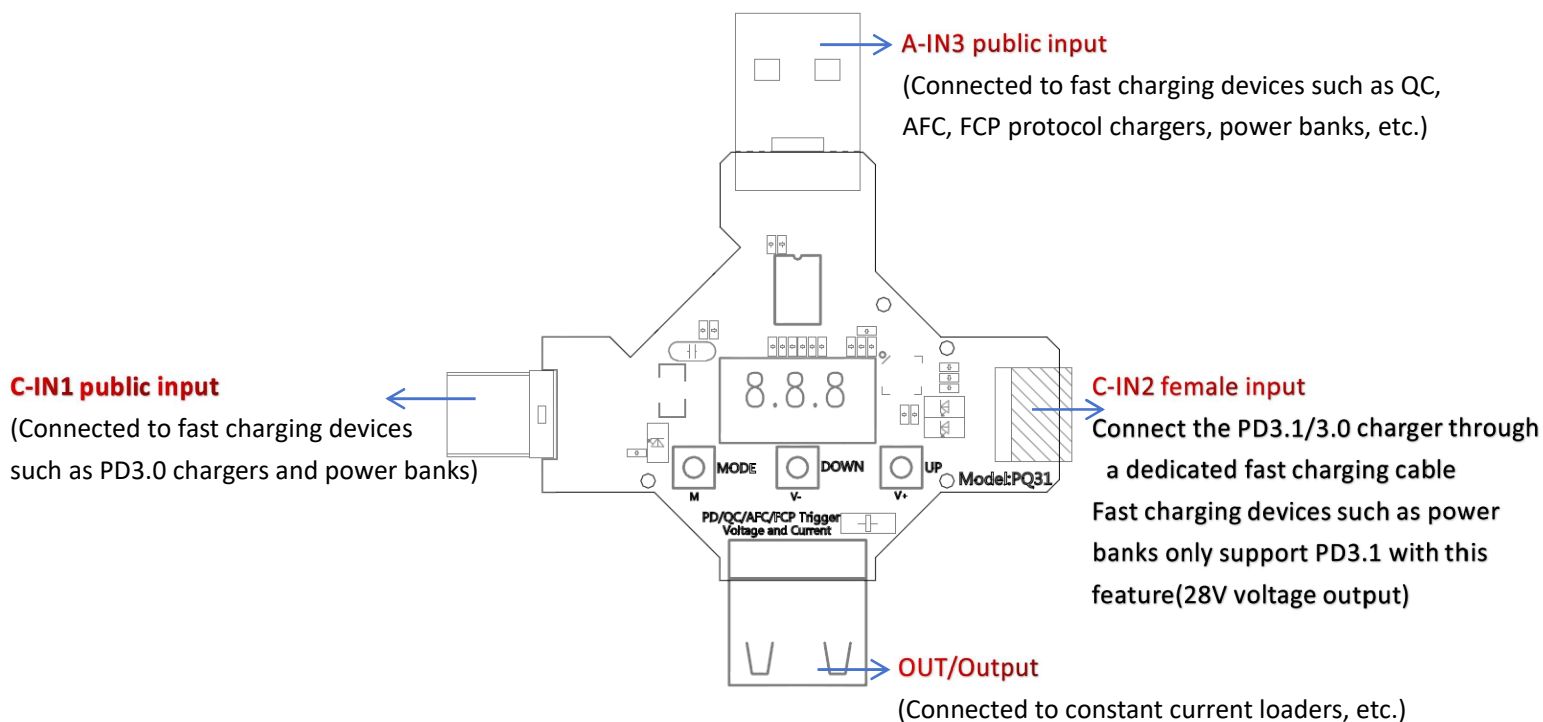 A-IN3 public input
(Connected to fast charging devices such as QC,
AFC, FCP protocol chargers, power banks, etc.)
C-IN1 public input
(Connected to fast charging devices
such as PD3.0 chargers and power banks)
8.8.8
MODE
DOWN
UP
M
V-
V+
Model:PQ31
PD/QC/AFC/FCP Trigger
Voltage and Current
C-IN2 female input
Connect the PD3.1/3.0 charger through
a dedicated fast charging cable
Fast charging devices such as power
banks only support PD3.1 with this
feature(28V voltage output)
OUT/Output
(Connected to constant current loaders, etc.)